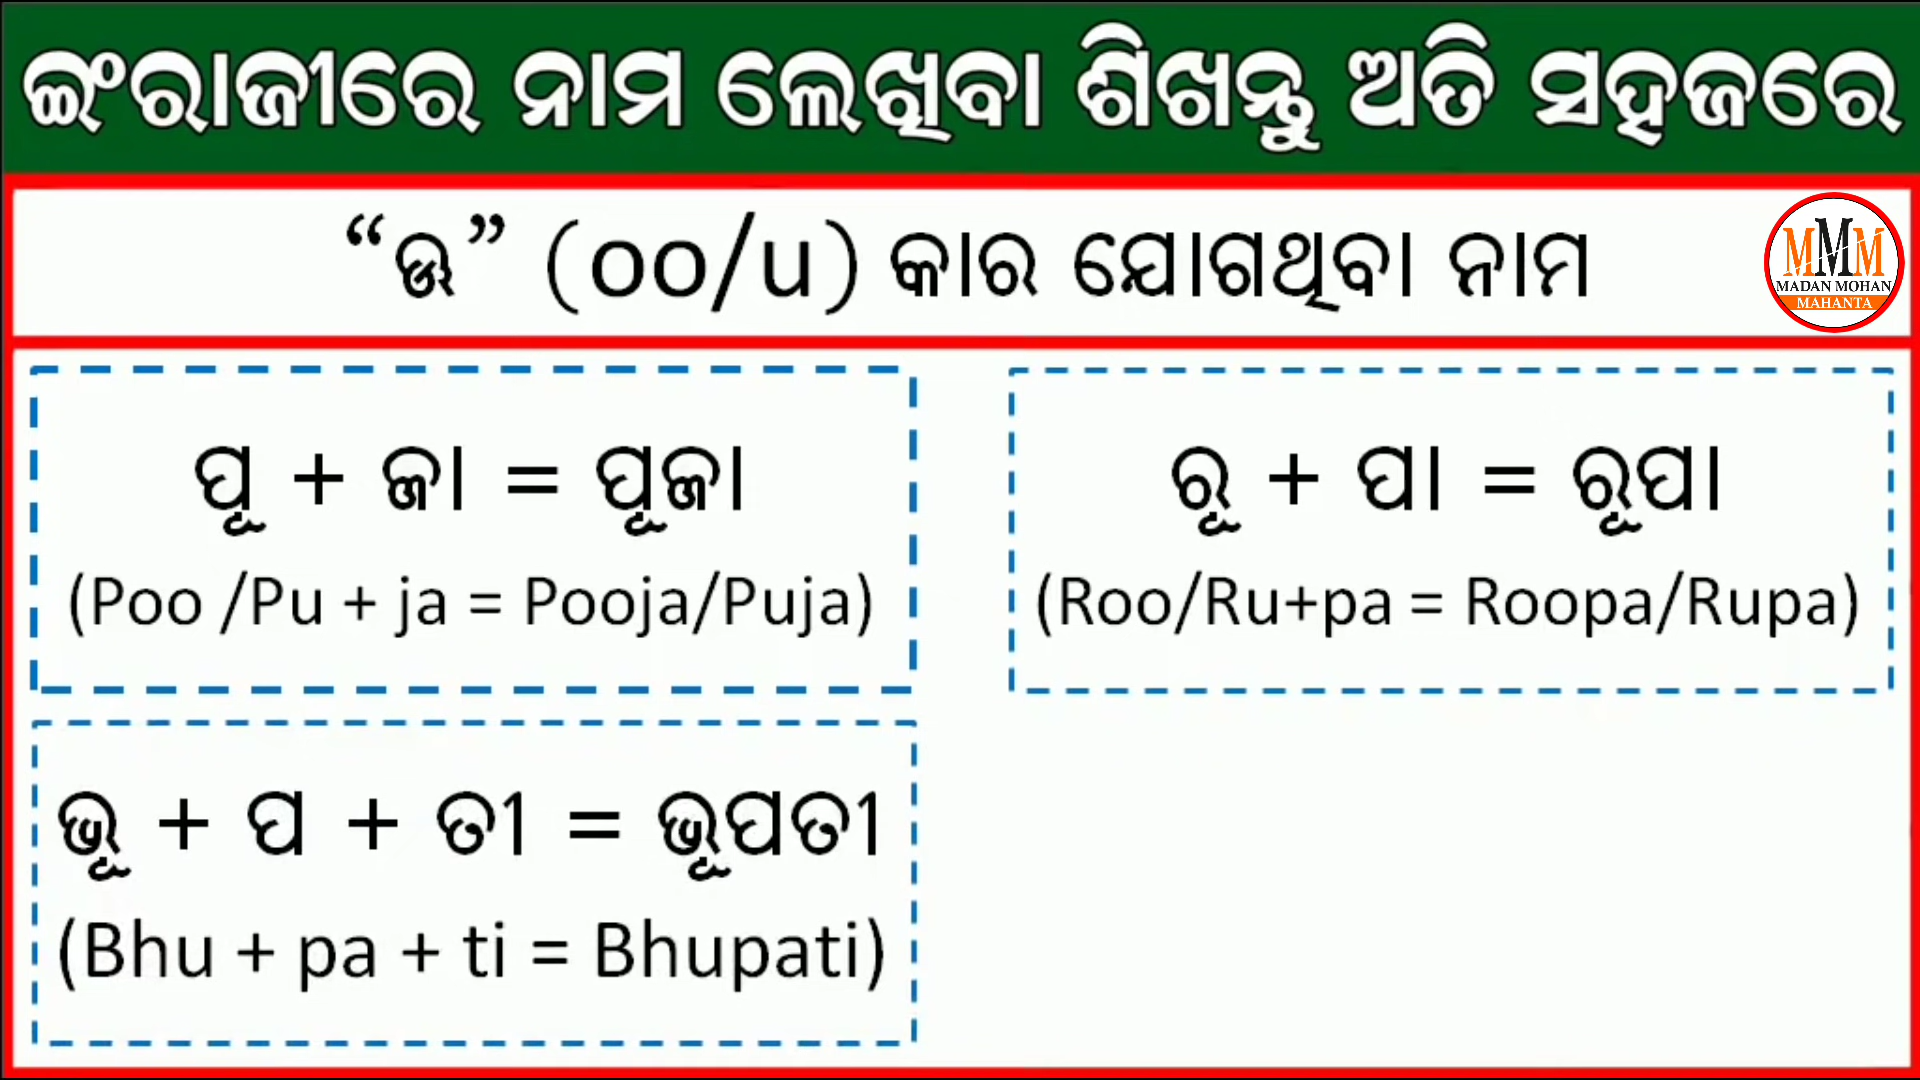 ଇଂରାଜୀରେ ନାମ ଲେଖିବା ଶିଖନ୍ତୁ ଅତି ସହଜରେ
“ଊ” (oo/u) କାର ଯୋଗଥିବା ନାମ
MMM
MADAN MOHAN
MAHANTA
ପୂ + ଜା = ପୂଜା
(Poo /Pu + ja = Pooja/Puja)
ରୂ + ପା = ରୂପା
(Roo/Ru+pa = Roopa/Rupa)
ଭୂ + ପ + ତୀ = ଭୂପତୀ
(Bhu + pa + ti = Bhupati)